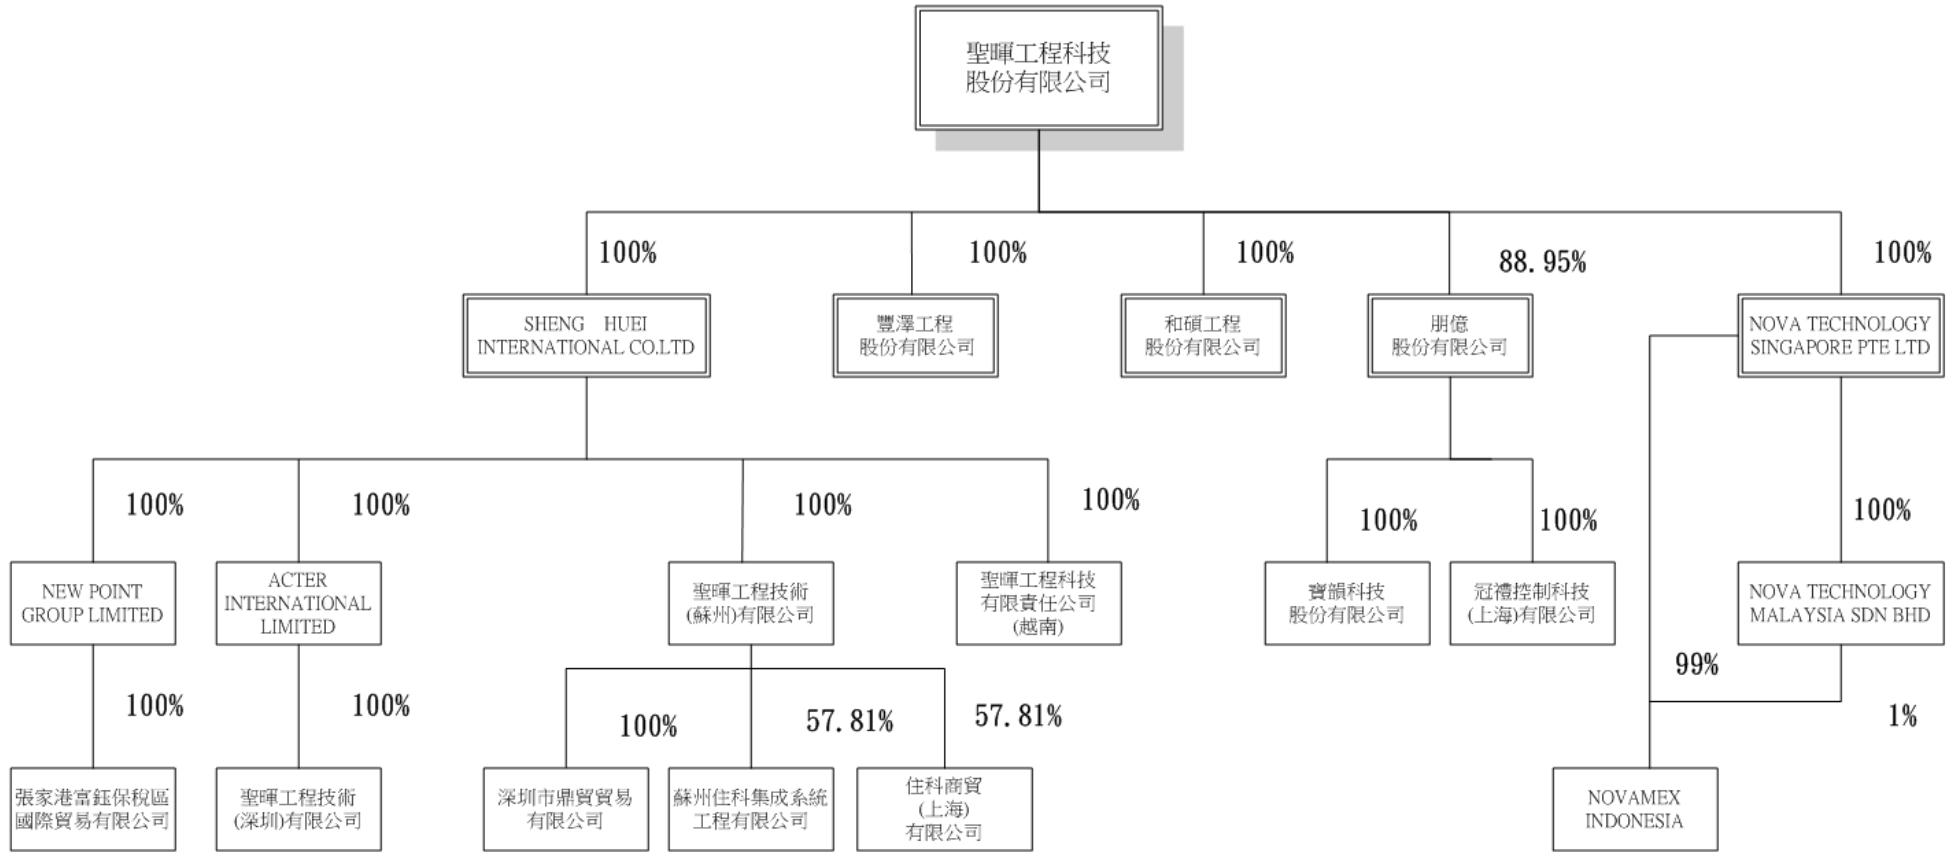 聖暉工程科技
股份有限公司
100%
100%
100%
88.95%
100%
SHENG HUEI
INTERNATIONAL CO.LTD
豐澤工程
股份有限公司
和碩工程
股份有限公司
朋億
股份有限公司
NOVA TECHNOLOGY
SINGAPORE PTE LTD
100%
100%
100%
100%
100%
100%
100%
NEW POINT
GROUP LIMITED
ACTER
INTERNATIONAL
LIMITED
聖暉工程技術
(蘇州)有限公司
聖暉工程科技
有限責任公司
(越南)
寶韻科技
股份有限公司
冠禮控制科技
(上海)有限公司
NOVA TECHNOLOGY
MALAYSIA SDN BHD
100%
100%
100%
57.81%
57.81%
99%
1%
張家港富鈺保稅區
國際貿易有限公司
聖暉工程技術
(深圳)有限公司
深圳市鼎貿貿易
有限公司
蘇州住科集成系統
工程有限公司
住科商貿
(上海)
有限公司
NOVAMEX
INDONESIA